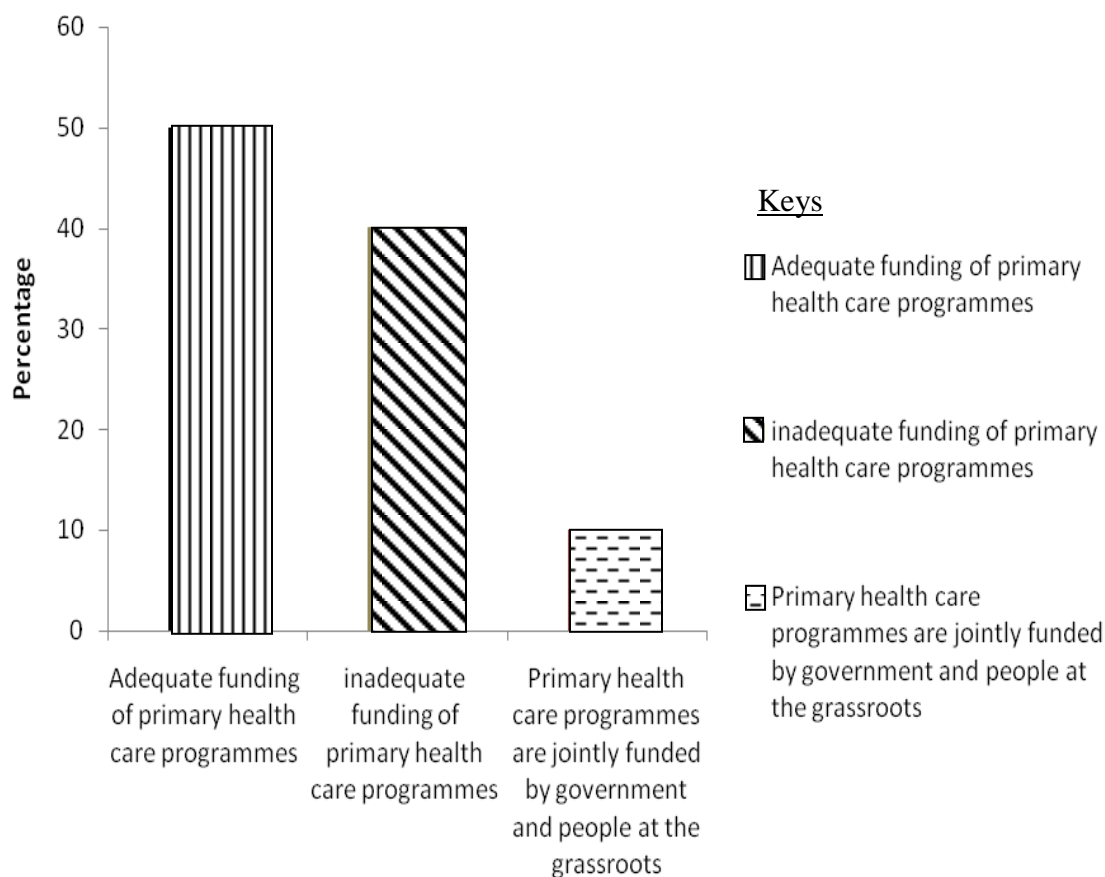 60
50
40
30
20
10
0
Percentage
Adequate funding
of primary health
care programmes
inadequate
funding of
primary health
care programmes
Primary health
care programmes
are jointly funded
by government
and people at the
grassroots
Keys
Adequate funding of primary
health care programmes
inadequate funding of primary
health care programmes
Primary health care
programmes are jointly funded
by government and people at
the grassroots